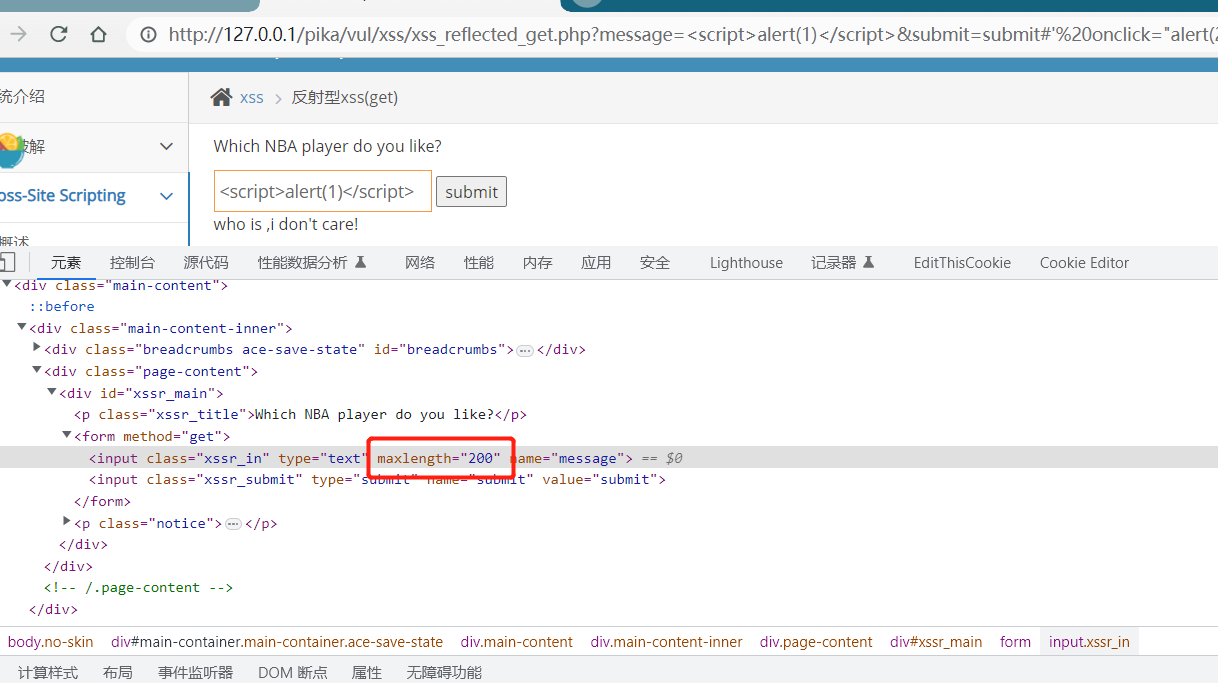 http://127.0.0.1/pika/vul/xss/xss_reflected_get.php?message=<script>alert(1)</script>&submit=submit#'%20onclick="alert(2
统介绍
xss > 反射型xss(get)
破解
Which NBA player do you like?
oss-Site Scripting
<script>alert(1)</script> submit
who is ,i don't care!
概述
元素 控制台 源代码 性能数据分析 网络 性能 内存 应用 安全 Lighthouse 记录器 EditThisCookie Cookie Editor
<div class="main-content">
::before
<div class="main-content-inner">
<div class="breadcrumbs ace-save-state" id="breadcrumbs">…</div>
<div class="page-content">
<div id="xssr_main">
<p class="xssr_title">Which NBA player do you like?</p>
<form method="get">
<input class="xssr_in" type="text" maxlength="200" name="message"> == $0
<input class="xssr_submit" type="submit" name="submit" value="submit">
</form>
<p class="notice">…</p>
</div>
</div>
<!-- /.page-content -->
</div>
body.no-skin div#main-container.main-container.ace-save-state div.main-content div.main-content-inner div.page-content div#xssr_main form input.xssr_in
计算样式 布局 事件监听器 DOM 断点 属性 无障碍功能